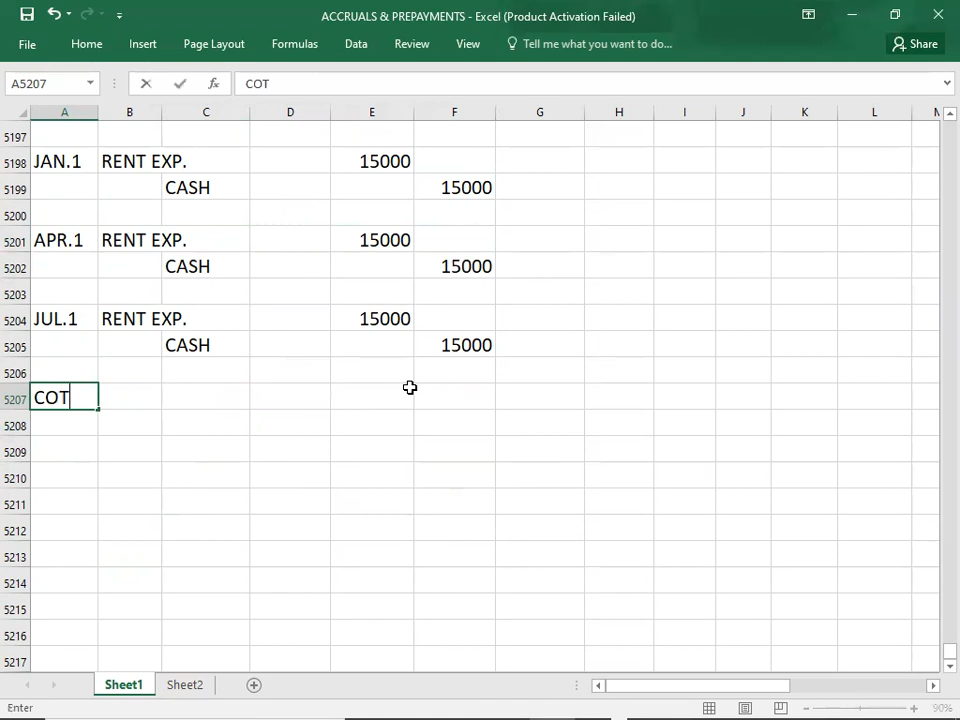 ACCRUALS & PREPAYMENTS - Excel (Product Activation Failed)
File Home Insert Page Layout Formulas Data Review View Tell me what you want to do... Share
A5207 fx COT
A B C D E F G H I J K L M
5197
5198 JAN.1 RENT EXP. 15000
5199 CASH 15000
5200
5201 APR.1 RENT EXP. 15000
5202 CASH 15000
5203
5204 JUL.1 RENT EXP. 15000
5205 CASH 15000
5206
5207 COT
5208
5209
5210
5211
5212
5213
5214
5215
5216
5217
Sheet1 Sheet2
Enter 90%